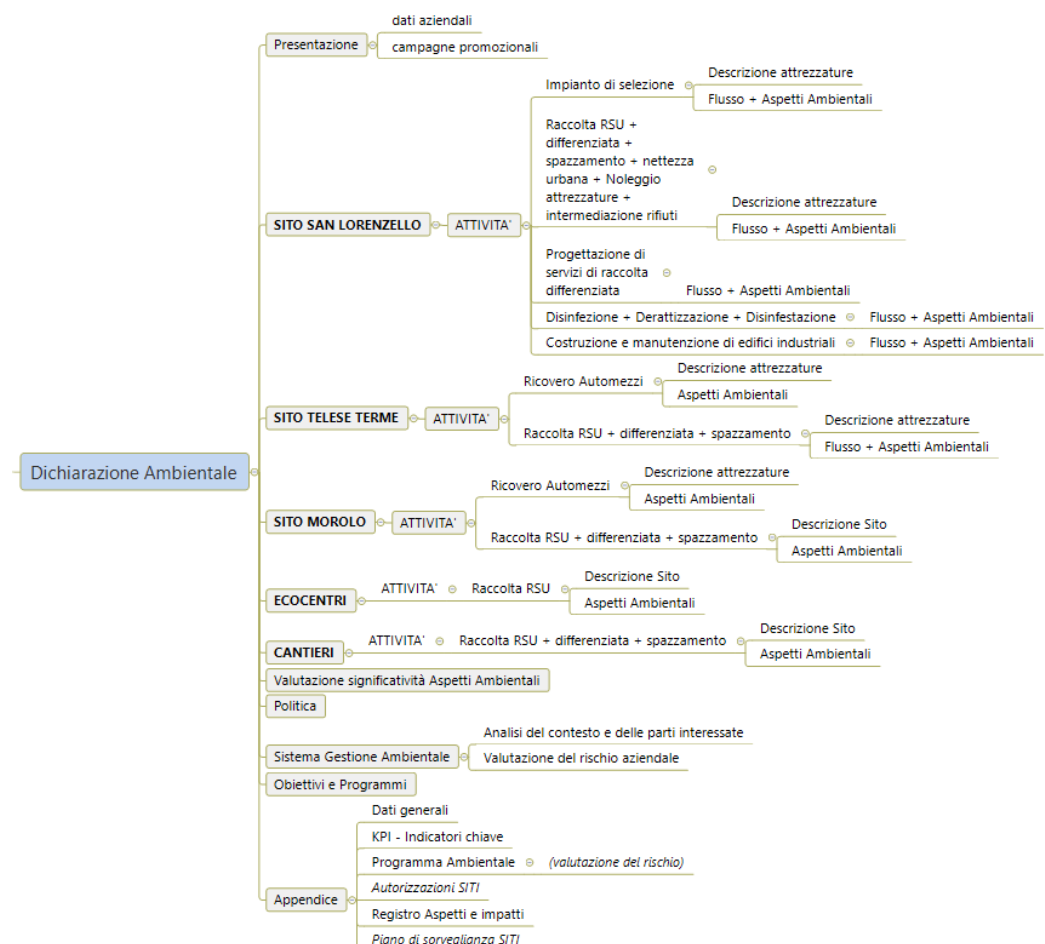 dati aziendali
Presentazione
campagne promozionali
Descrizione attrezzature
Impianto di selezione
Flusso + Aspetti Ambientali
Raccolta RSU +
differenziata +
spazzamento + nettezza
urbana + Noleggio
attrezzature +
intermediazione rifiuti
Descrizione attrezzature
Flusso + Aspetti Ambientali
SITO SAN LORENZELLO
ATTIVITA'
Progettazione di
servizi di raccolta
differenziata
Flusso + Aspetti Ambientali
Disinfezione + Derattizzazione + Disinfestazione
Flusso + Aspetti Ambientali
Costruzione e manutenzione di edifici industriali
Flusso + Aspetti Ambientali
Descrizione attrezzature
Ricovero Automezzi
Aspetti Ambientali
SITO TELESE TERME
ATTIVITA'
Descrizione attrezzature
Raccolta RSU + differenziata + spazzamento
Flusso + Aspetti Ambientali
Dichiarazione Ambientale
Descrizione attrezzature
Ricovero Automezzi
Aspetti Ambientali
SITO MOROLO
ATTIVITA'
Descrizione Sito
Raccolta RSU + differenziata + spazzamento
Aspetti Ambientali
Descrizione Sito
ECOCENTRI
ATTIVITA'
Raccolta RSU
Aspetti Ambientali
Descrizione Sito
CANTIERI
ATTIVITA'
Raccolta RSU + differenziata + spazzamento
Aspetti Ambientali
Valutazione significatività Aspetti Ambientali
Politica
Analisi del contesto e delle parti interessate
Sistema Gestione Ambientale
Valutazione del rischio aziendale
Obiettivi e Programmi
Dati generali
KPI - Indicatori chiave
Programma Ambientale
(valutazione del rischio)
Autorizzazioni SITI
Appendice
Registro Aspetti e impatti
Piano di sorveglianza SITI